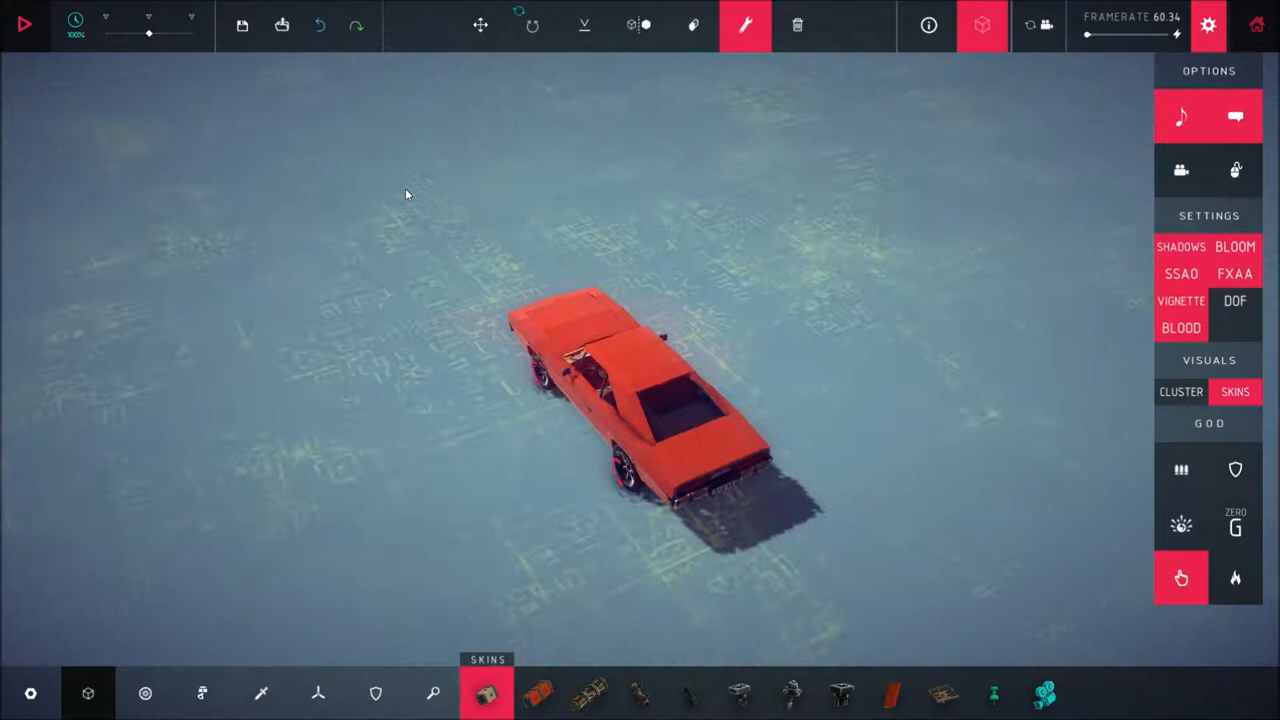 100%
FRAMERATE 60.34
OPTIONS
SETTINGS
SHADOWS BLOOM
SSAO FXAA
VIGNETTE DOF
BLOOD
VISUALS
CLUSTER SKINS
GOD
ZERO
G
SKINS